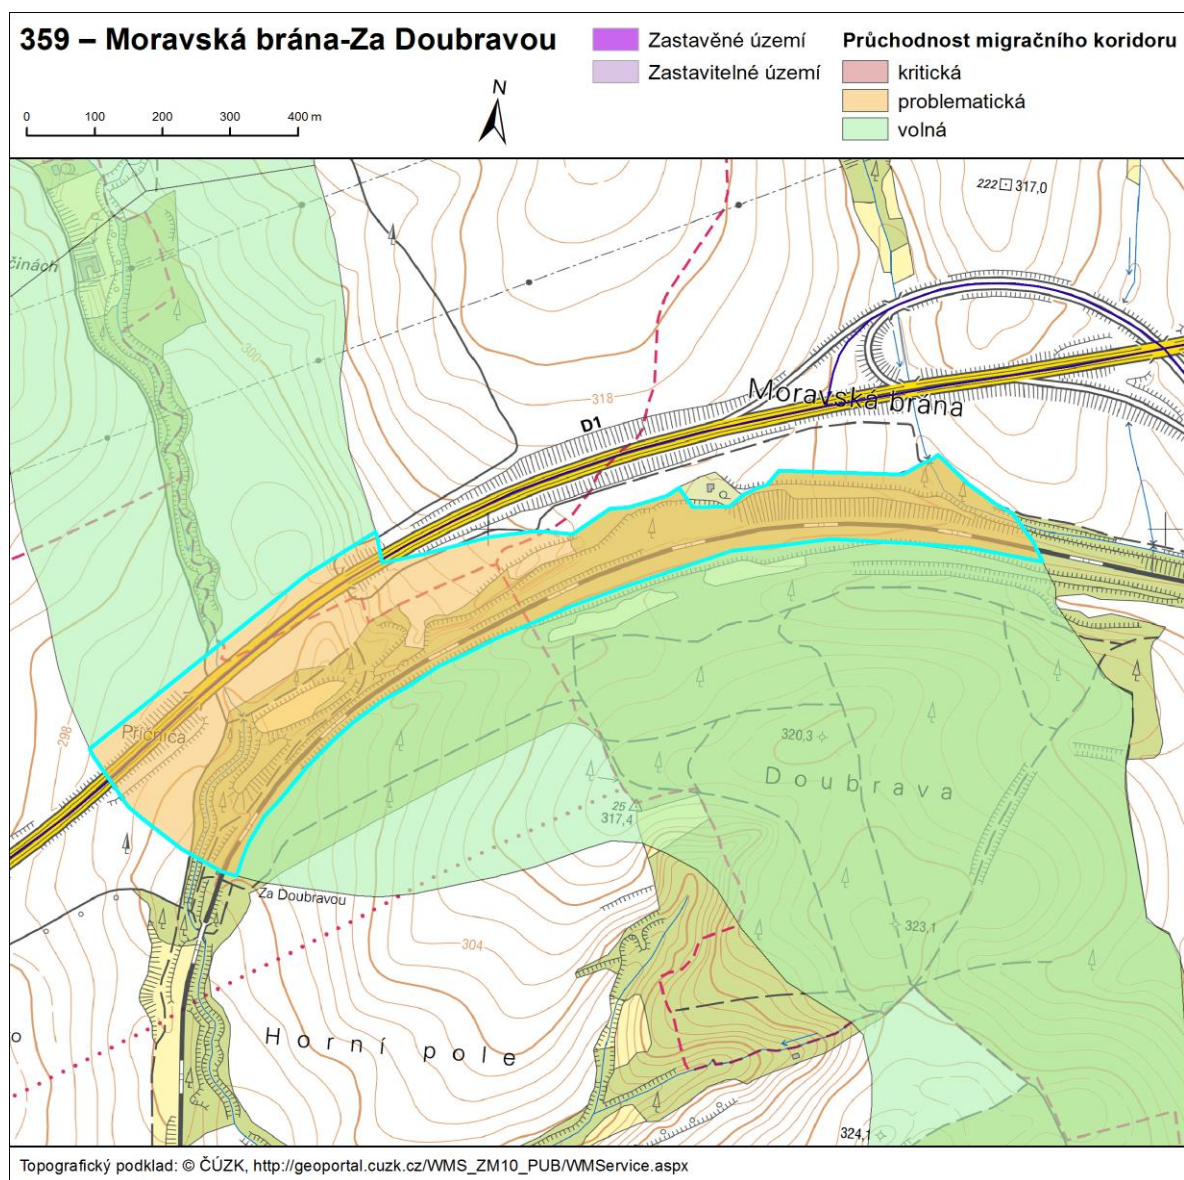 359 – Moravská brána-Za Doubravou
Zastavěné území
Zastavitelné území
Průchodnost migračního koridoru
kritická
problematická
volná
0 100 200 300 400 m
N
222 317,0
činách
300
318
D1
Moravská brána
298
Příčnica
320,3
Doubrava
25
317,4
Za Doubravou
323,1
304
Horní pole
o
324,1
Topografický podklad: © ČÚZK, http://geoportal.cuzk.cz/WMS_ZM10_PUB/WMService.aspx